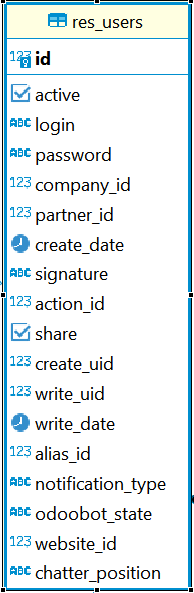 res_users
123 id
active
ABC login
ABC password
123 company_id
123 partner_id
create_date
ABC signature
123 action_id
share
123 create_uid
123 write_uid
write_date
123 alias_id
ABC notification_type
ABC odoobot_state
123 website_id
ABC chatter_position